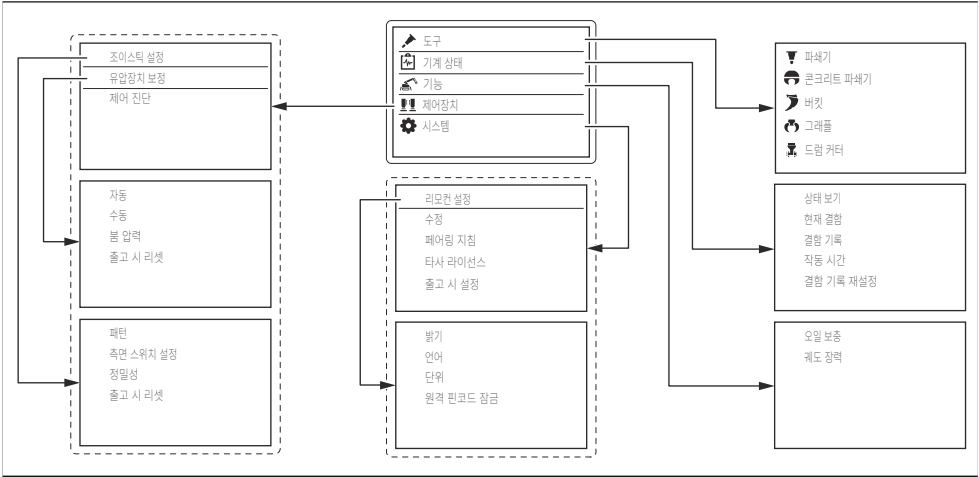 조이스틱 설정
유압장치 보정
제어 진단
자동
수동
붐 압력
출고 시 리셋
패턴
측면 스위치 설정
정밀성
출고 시 리셋
도구
기계 상태
기능
제어장치
시스템
리모컨 설정
수정
페어링 지침
타사 라이선스
출고 시 설정
밝기
언어
단위
원격 핀코드 잠금
파쇄기
콘크리트 파쇄기
버킷
그래플
드럼 커터
상태 보기
현재 결함
결함 기록
작동 시간
결함 기록 재설정
오일 보충
궤도 장력